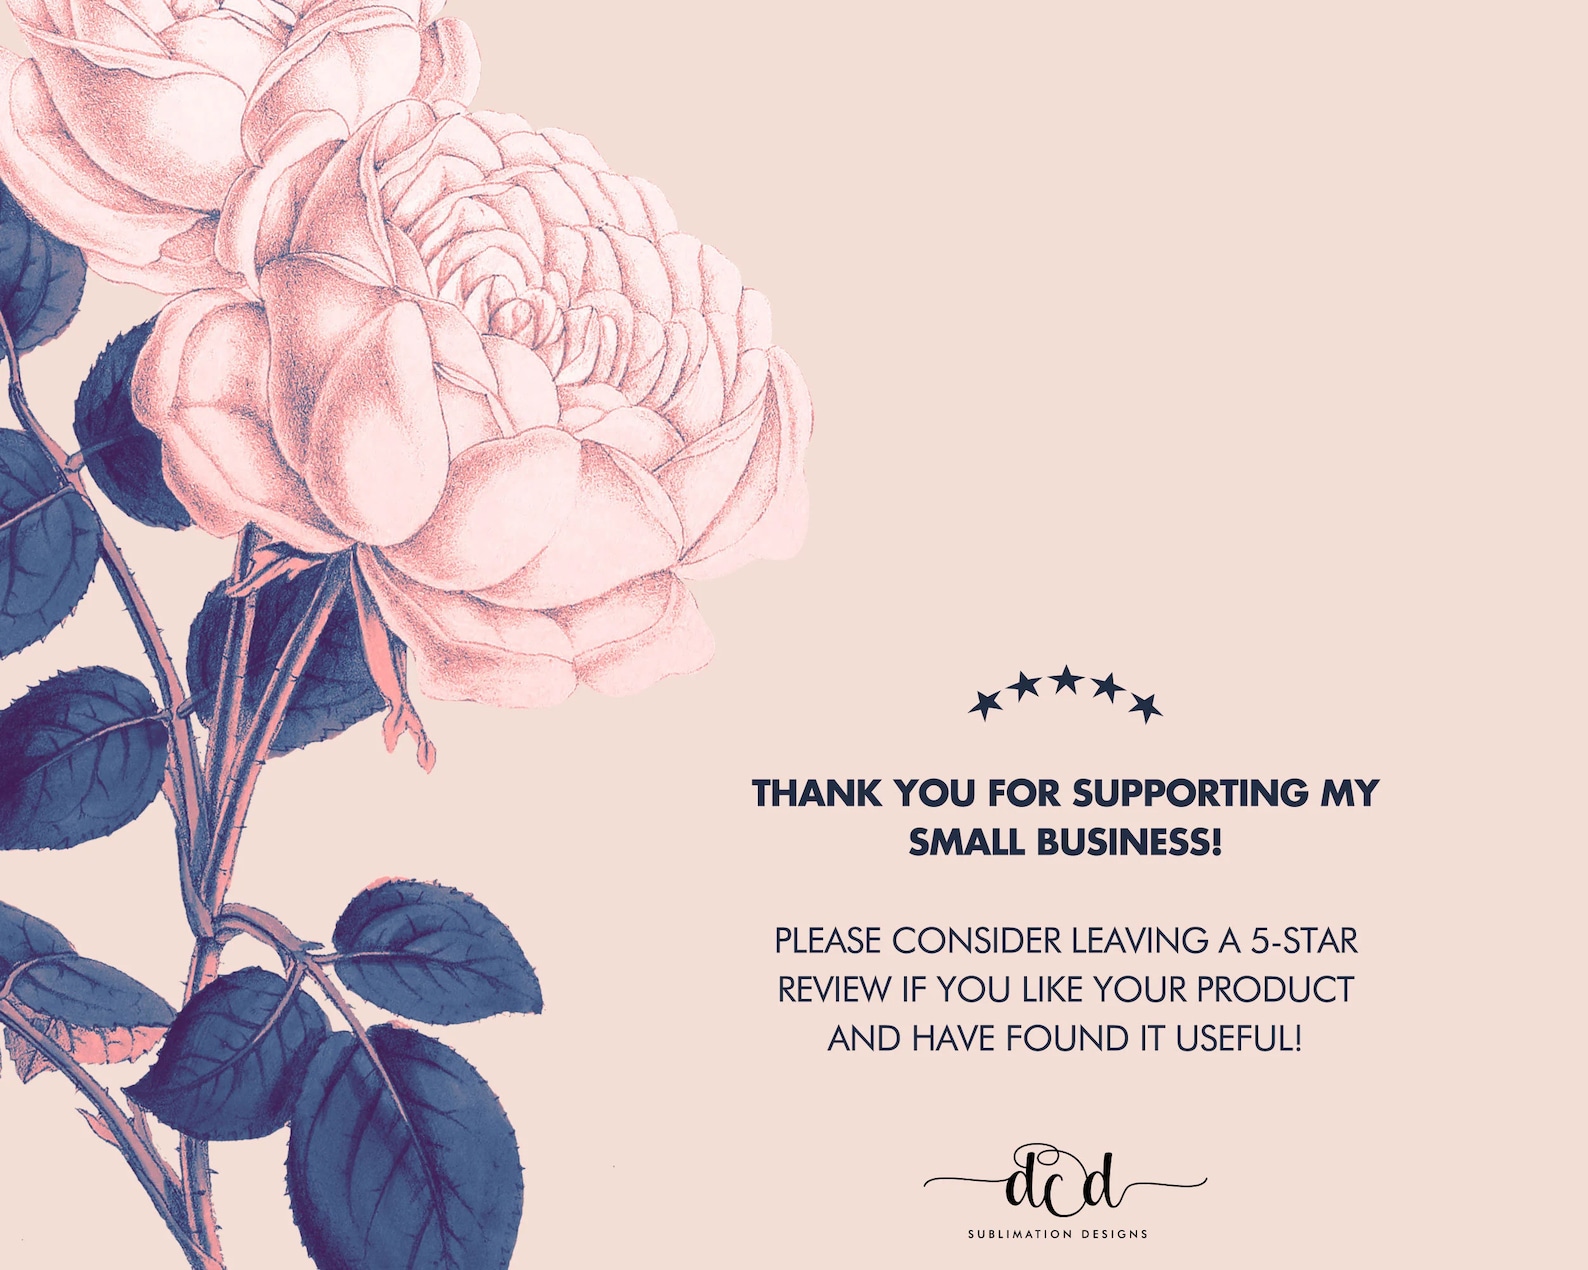 THANK YOU FOR SUPPORTING MY
SMALL BUSINESS!
PLEASE CONSIDER LEAVING A 5-STAR
REVIEW IF YOU LIKE YOUR PRODUCT
AND HAVE FOUND IT USEFUL!
dcd
SUBLIMATION DESIGNS